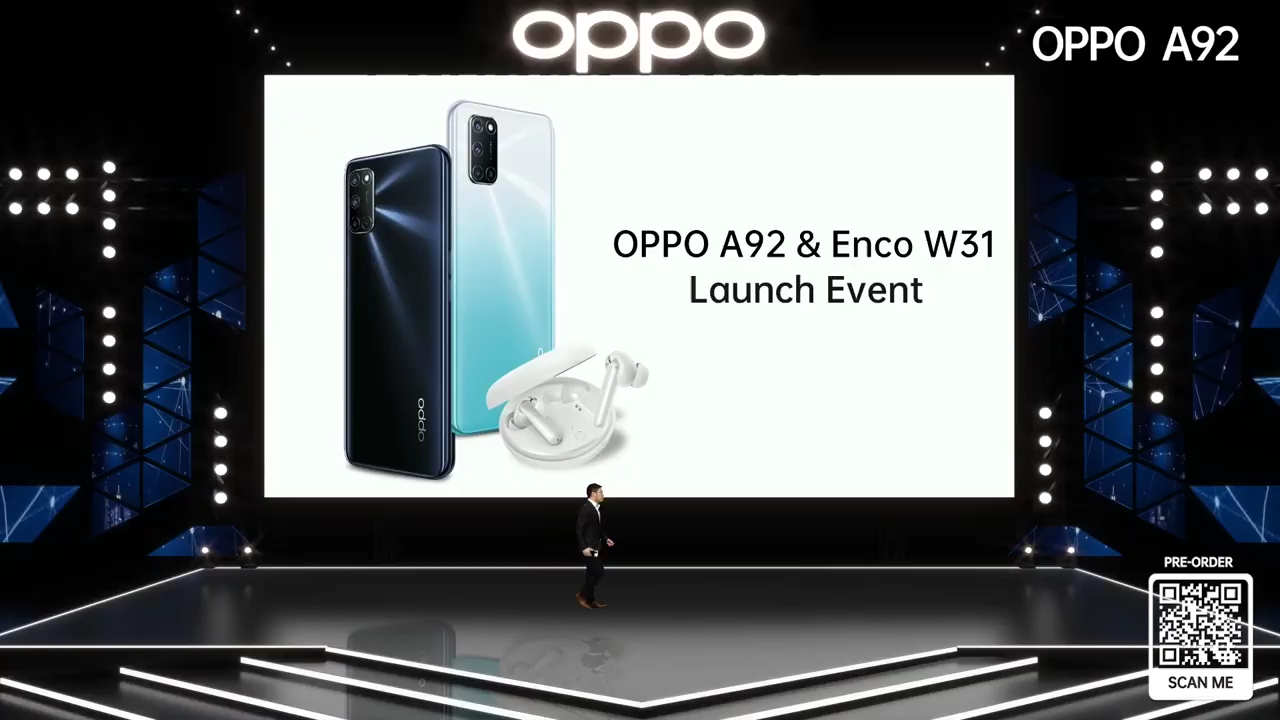 oppo
OPPO A92
OPPO A92 & Enco W31
Launch Event
oppo
PRE-ORDER
SCAN ME